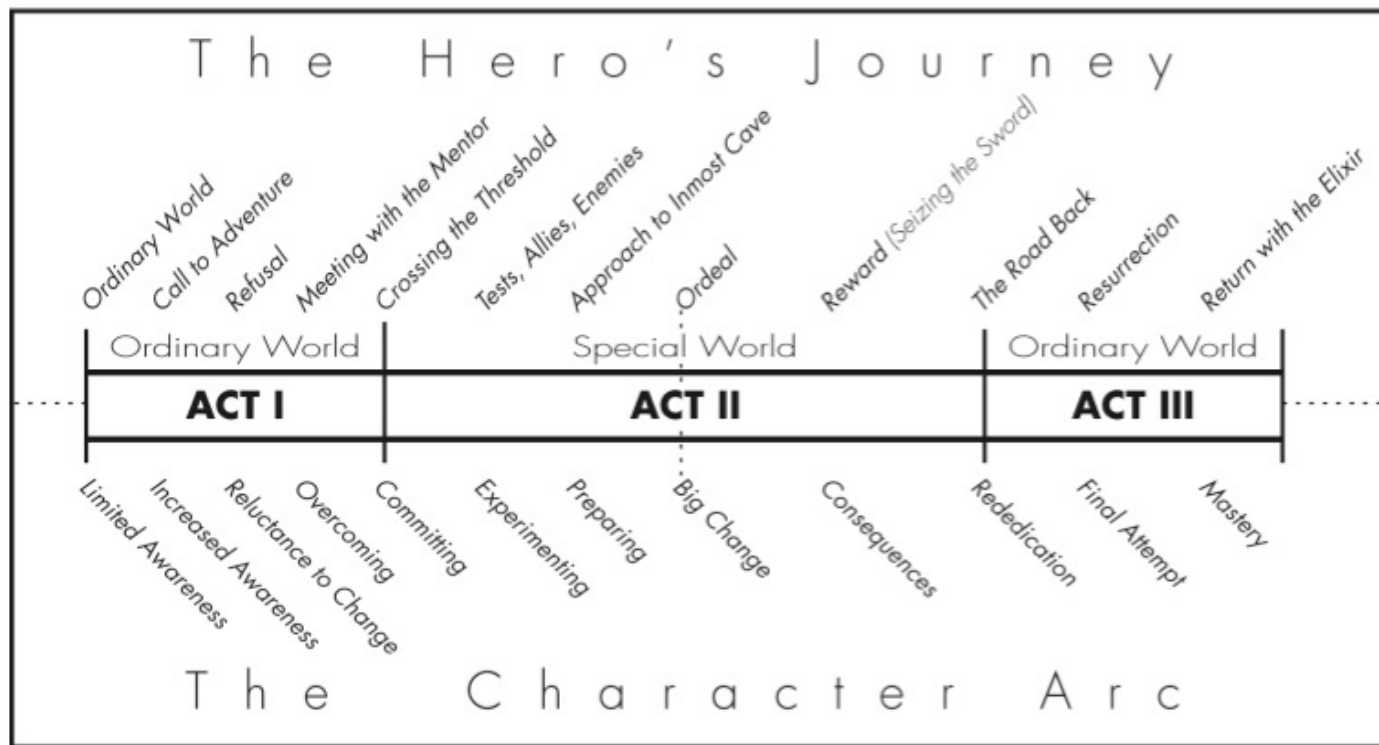 The Hero's Journey
Ordinary World
Call to Adventure
Refusal
Meeting with the Mentor
Crossing the Threshold
Tests, Allies, Enemies
Approach to Inmost Cave
Ordeal
Reward (Seizing the Sword)
The Road Back
Resurrection
Return with the Elixir
Ordinary World
Special World
Ordinary World
ACT I
ACT II
ACT III
Limited Awareness
Increased Awareness
Reluctance to Change
Overcoming
Committing
Experimenting
Preparing
Big Change
Consequences
Rededication
Final Attempt
Mastery
The Character Arc